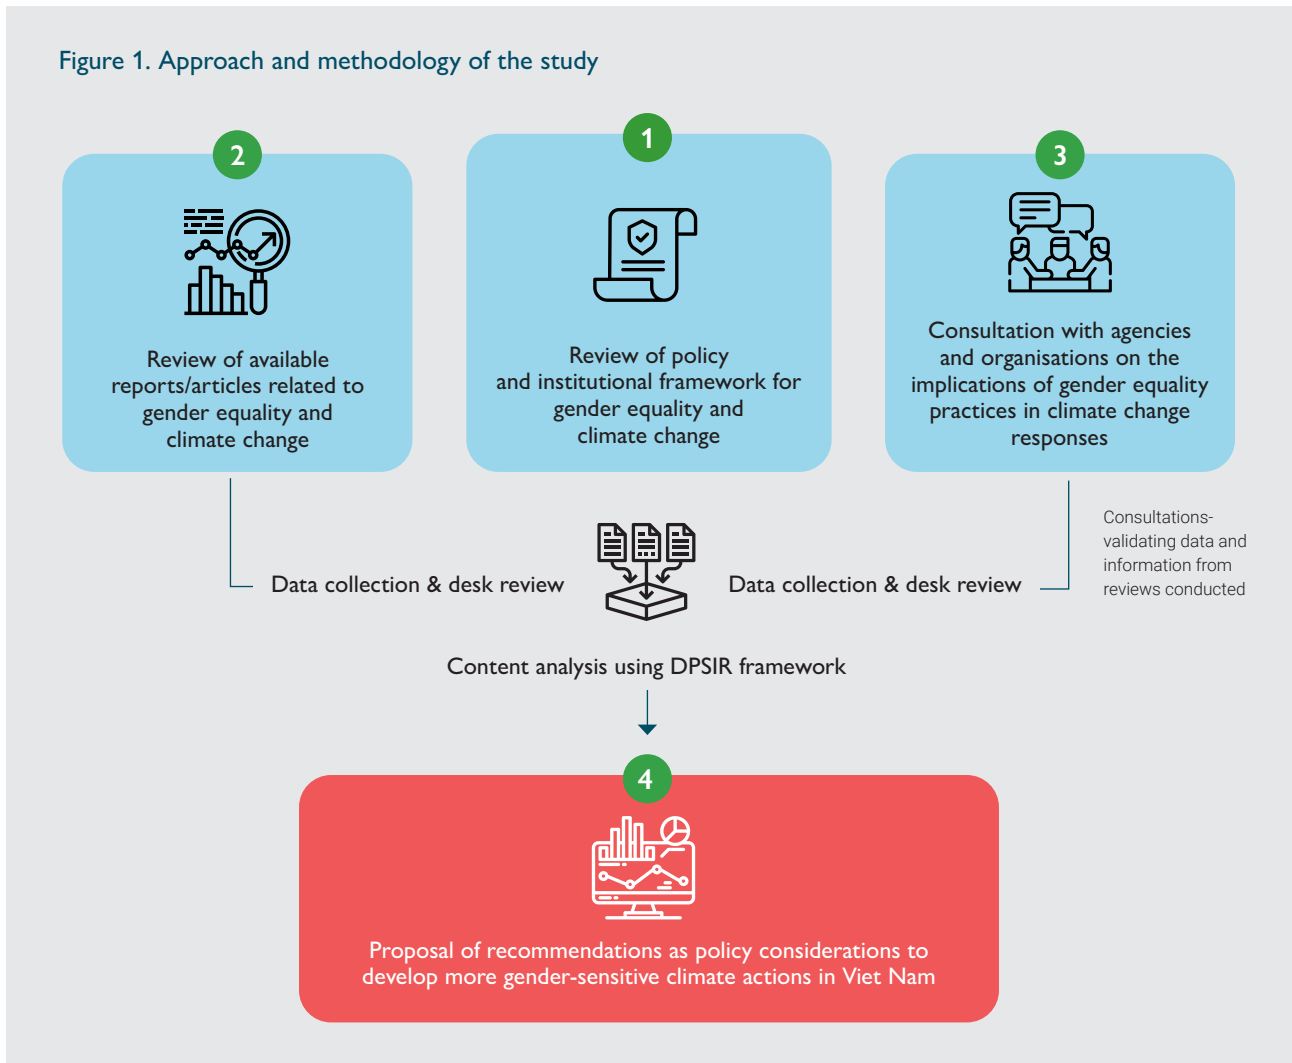 Figure 1. Approach and methodology of the study
2
Review of available
reports/articles related to
gender equality and
climate change
1
Review of policy
and institutional framework for
gender equality and
climate change
3
Consultation with agencies
and organisations on the
implications of gender equality
practices in climate change
responses
Data collection & desk review
Data collection & desk review
Consultations-
validating data and
information from
reviews conducted
Content analysis using DPSIR framework
4
Proposal of recommendations as policy considerations to
develop more gender-sensitive climate actions in Viet Nam